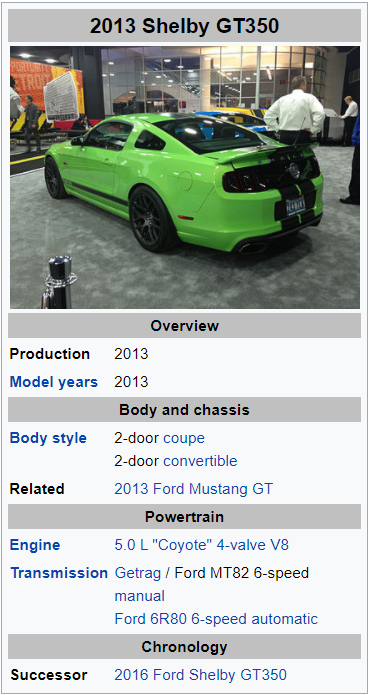 2013 Shelby GT350
Overview
Production 2013
Model years 2013
Body and chassis
Body style 2-door coupe
2-door convertible
Related 2013 Ford Mustang GT
Powertrain
Engine 5.0 L "Coyote" 4-valve V8
Transmission Getrag / Ford MT82 6-speed
manual
Ford 6R80 6-speed automatic
Chronology
Successor 2016 Ford Shelby GT350